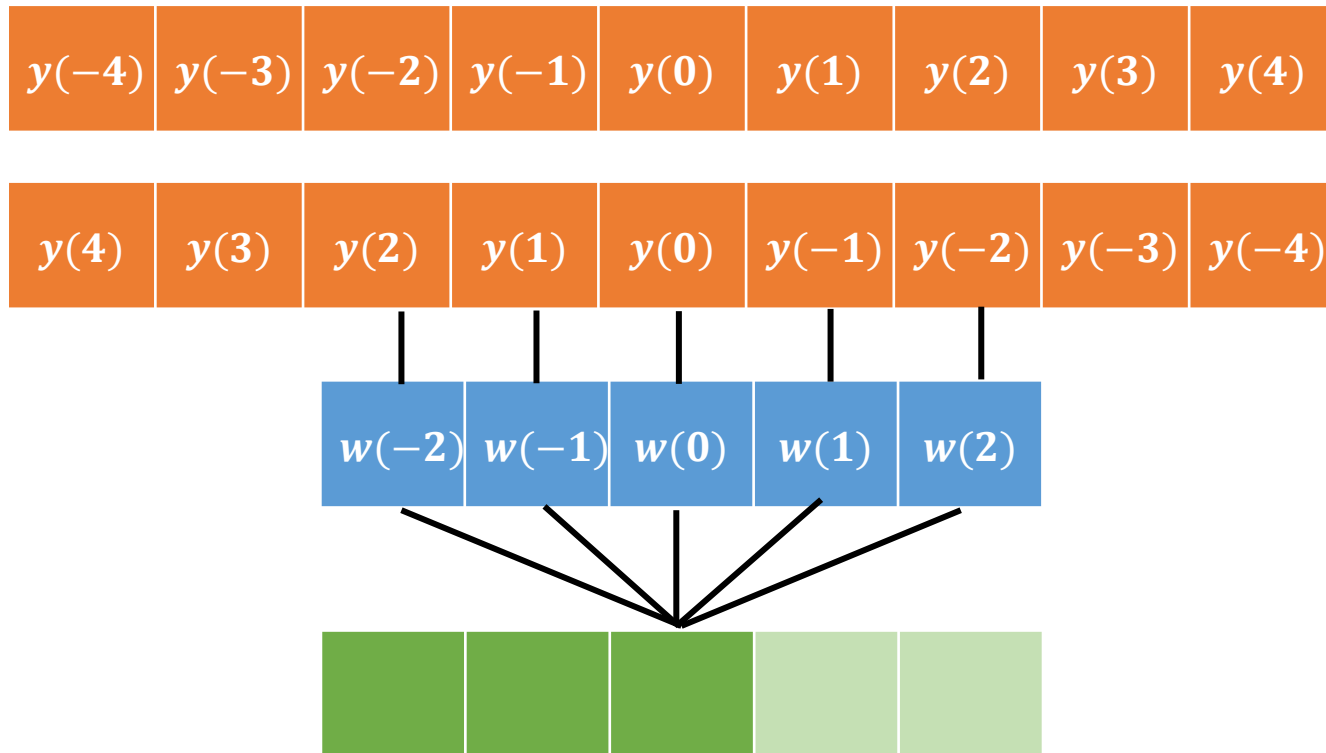 y(−4) y(−3) y(−2) y(−1) y(0) y(1) y(2) y(3) y(4)
y(4) y(3) y(2) y(1) y(0) y(−1) y(−2) y(−3) y(−4)
w(−2) w(−1) w(0) w(1) w(2)